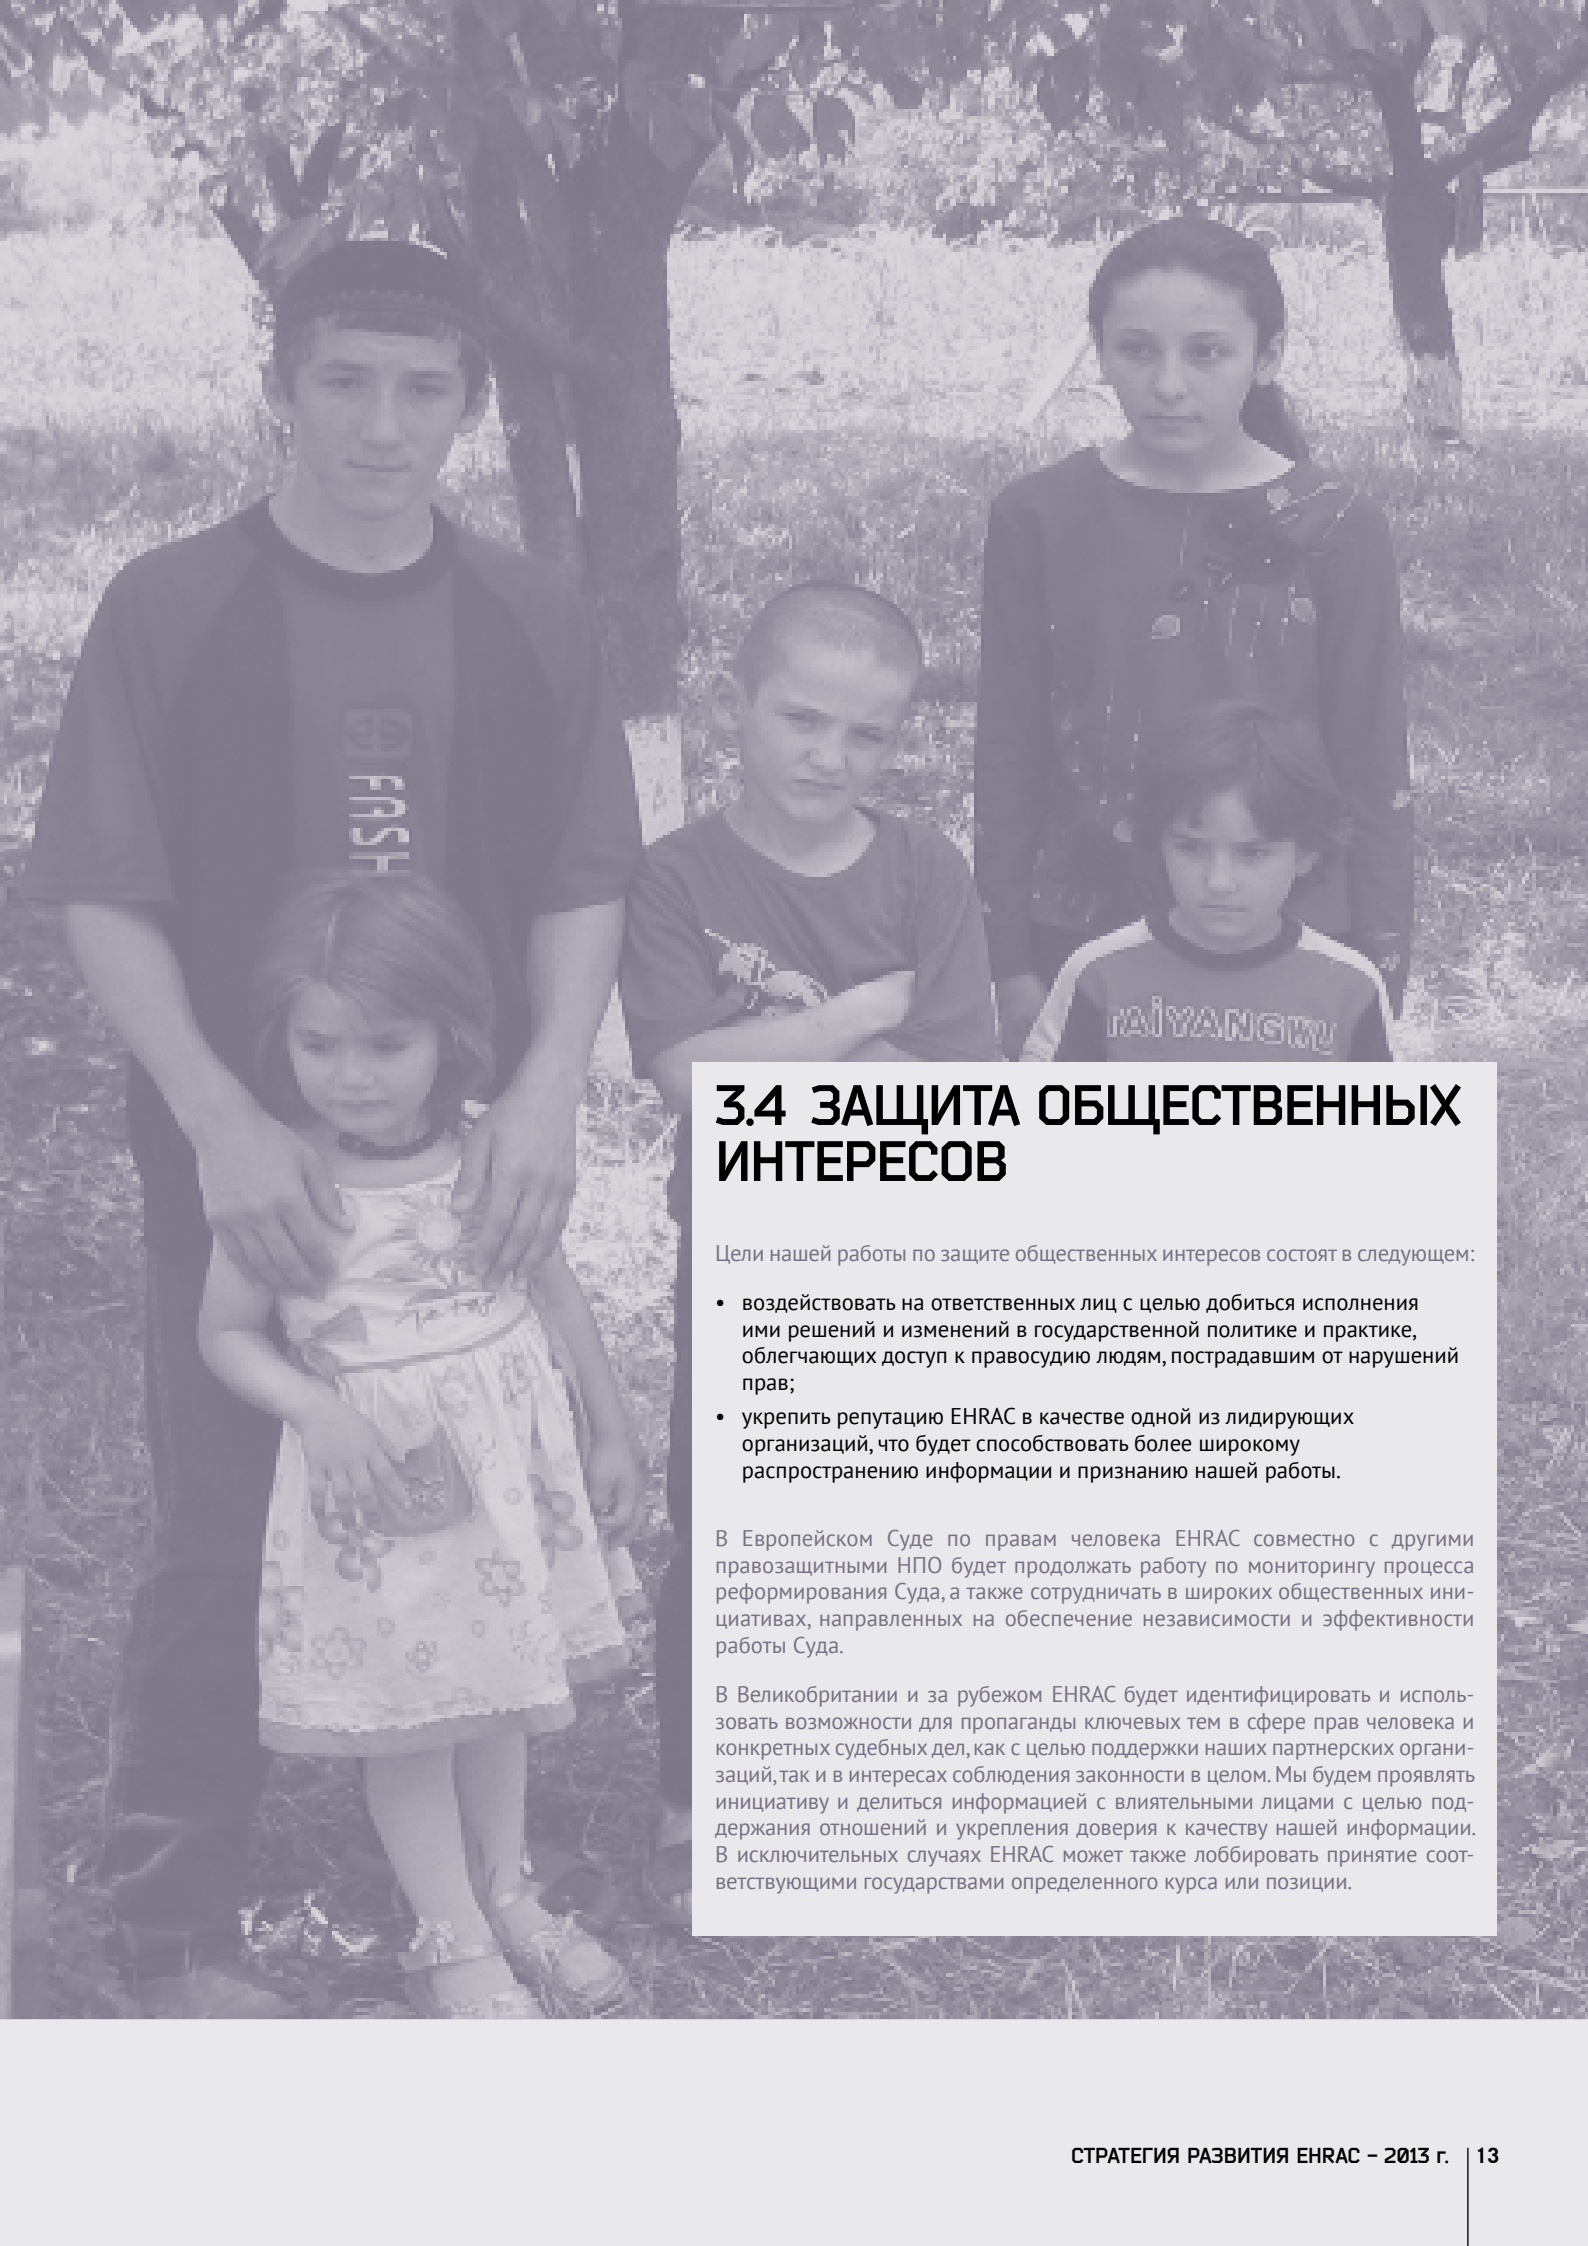 FASH
3.4 ЗАЩИТА ОБЩЕСТВЕННЫХ
ИНТЕРЕСОВ
Цели нашей работы по защите общественных интересов состоят в следующем:
• воздействовать на ответственных лиц с целью добиться исполнения
ими решений и изменений в государственной политике и практике,
облегчающих доступ к правосудию людям, пострадавшим от нарушений
прав;
• укрепить репутацию EHRAC в качестве одной из лидирующих
организаций, что будет способствовать более широкому
распространению информации и признанию нашей работы.
В Европейском Суде по правам человека EHRAC совместно с другими
правозащитными НПО будет продолжать работу по мониторингу процесса
реформирования Суда, а также сотрудничать в широких общественных ини-
циативах, направленных на обеспечение независимости и эффективности
работы Суда.
В Великобритании и за рубежом EHRAC будет идентифицировать и исполь-
зовать возможности для пропаганды ключевых тем в сфере прав человека и
конкретных судебных дел, как с целью поддержки наших партнерских органи-
заций, так и в интересах соблюдения законности в целом. Мы будем проявлять
инициативу и делиться информацией с влиятельными лицами с целью под-
держания отношений и укрепления доверия к качеству нашей информации.
В исключительных случаях EHRAC может также лоббировать принятие соот-
ветствующими государствами определенного курса или позиции.
СТРАТЕГИЯ РАЗВИТИЯ EHRAC – 2013 г. 13